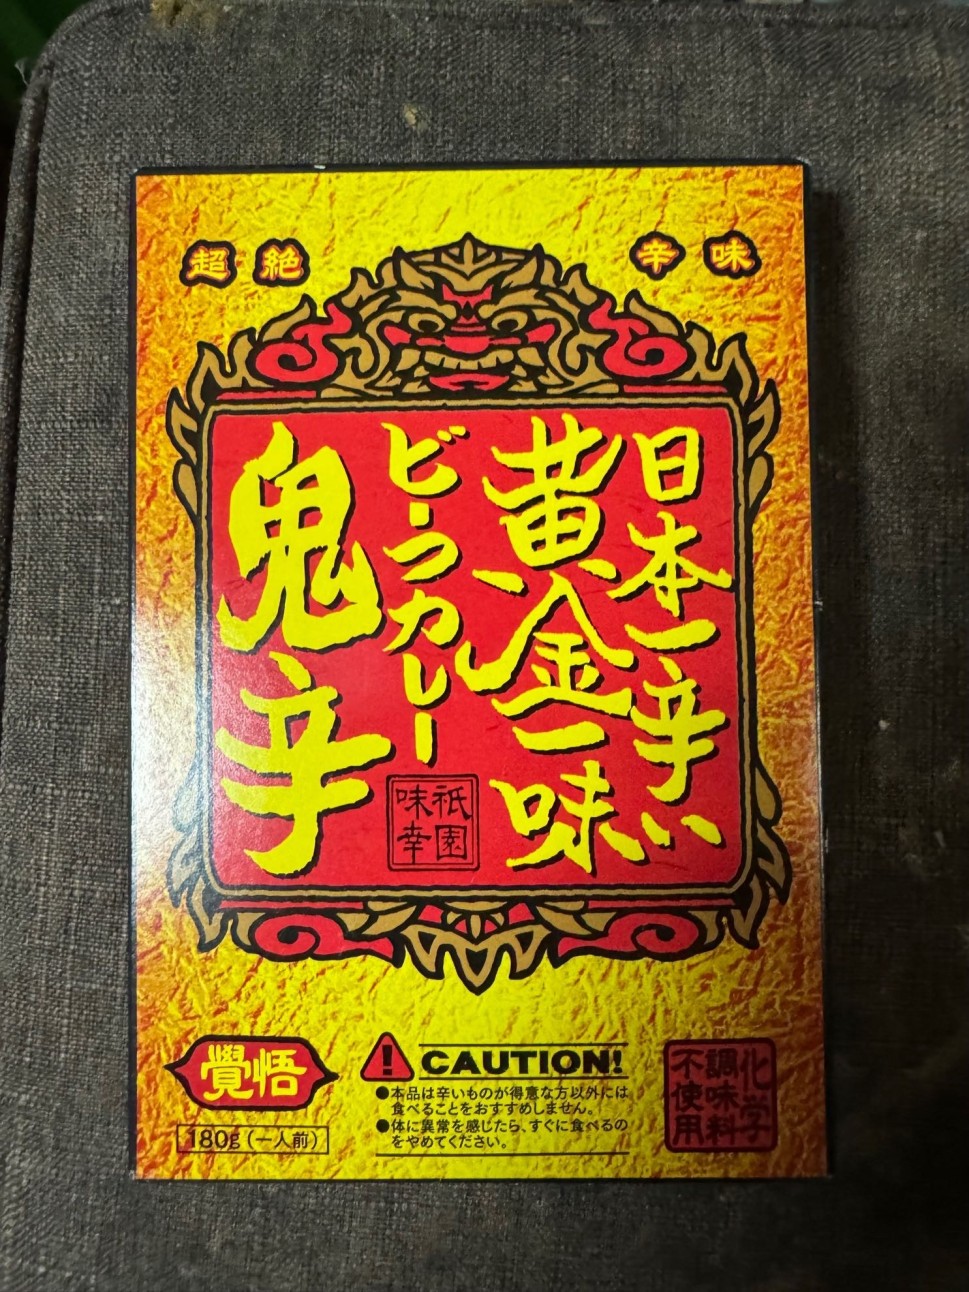 超絶
辛味
日本一辛い
黄金一味
ビーフカレー
鬼辛
祇園
味幸
覺悟
180g（一人前）
CAUTION!
●本品は辛いものが得意な方以外には
食べることをおすすめしません。
●体に異常を感じたら、すぐに食べるの
をやめてください。
化学
調味料
不使用